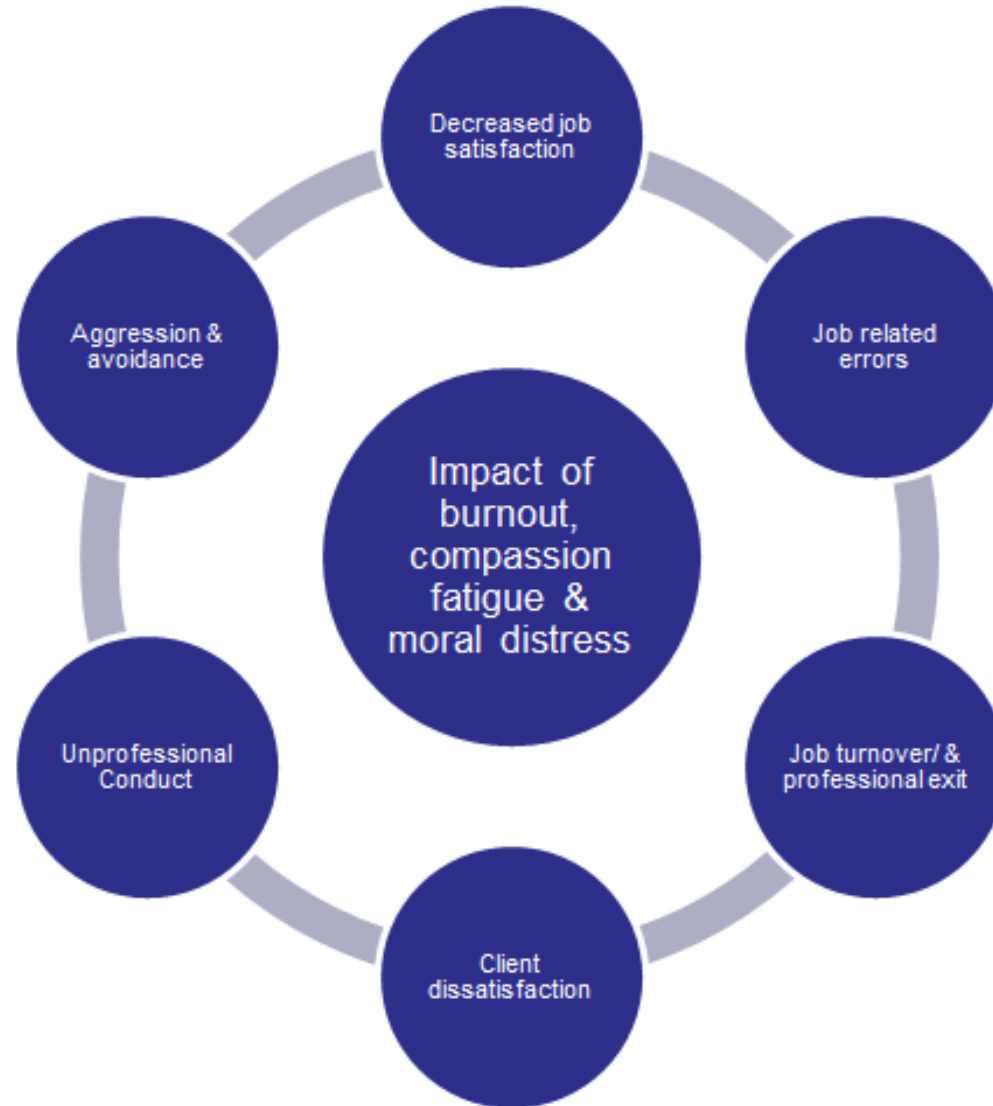 Decreased job
satisfaction
Job related
errors
Job turnover/ &
professional exit
Client
dissatisfaction
Unprofessional
Conduct
Aggression &
avoidance
Impact of
burnout,
compassion
fatigue &
moral distress